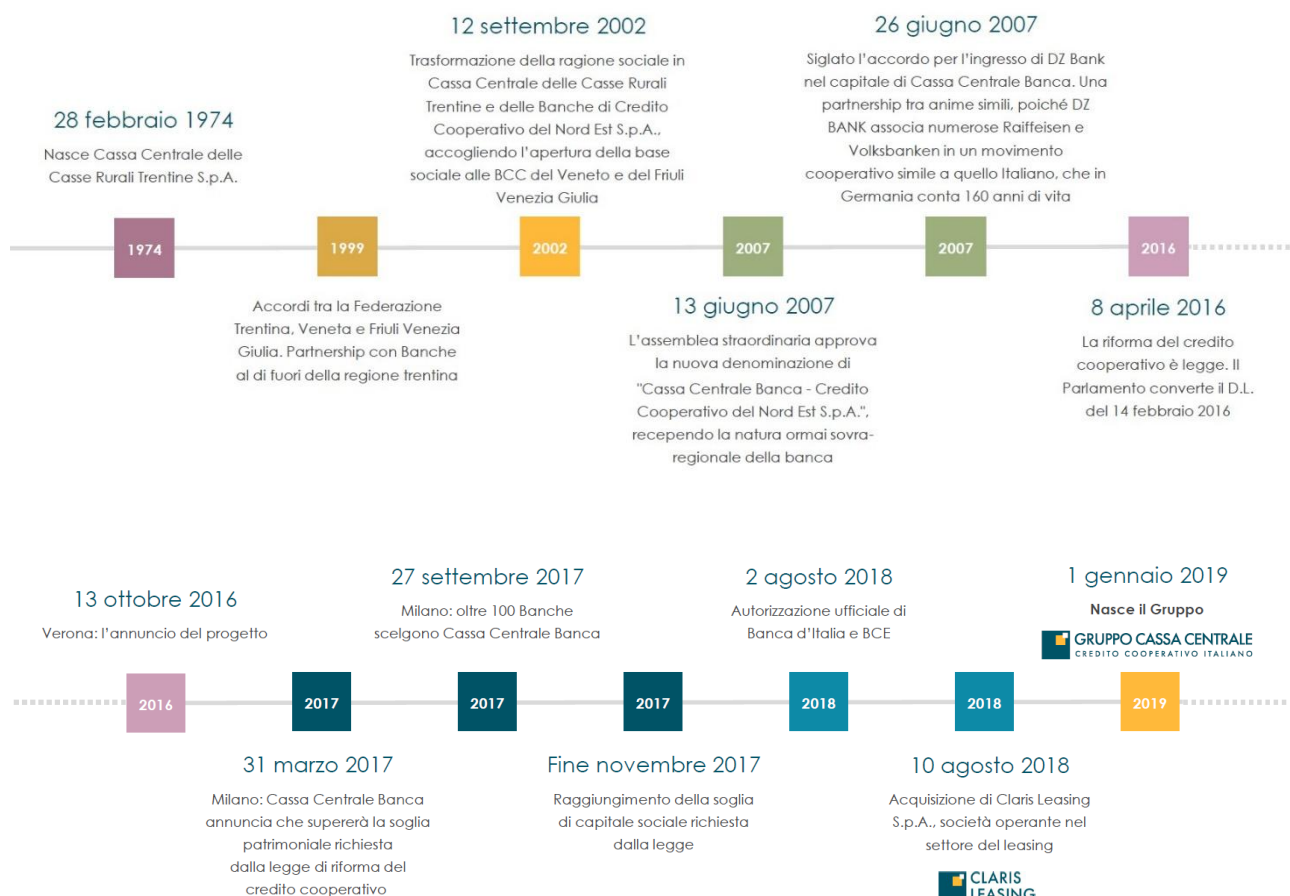 28 febbraio 1974
Nasce Cassa Centrale delle
Casse Rurali Trentine S.p.A.
1974
1999
Accordi tra la Federazione
Trentina, Veneta e Friuli Venezia
Giulia. Partnership con Banche
al di fuori della regione trentina
12 settembre 2002
Trasformazione della ragione sociale in
Cassa Centrale delle Casse Rurali
Trentine e delle Banche di Credito
Cooperativo del Nord Est S.p.A.,
accogliendo l'apertura della base
sociale alle BCC del Veneto e del Friuli
Venezia Giulia
2002
2007
13 giugno 2007
L'assemblea straordinaria approva
la nuova denominazione di
"Cassa Centrale Banca - Credito
Cooperativo del Nord Est S.p.A.",
recependo la natura ormai sovra-
regionale della banca
26 giugno 2007
Siglato l'accordo per l'ingresso di DZ Bank
nel capitale di Cassa Centrale Banca. Una
partnership tra anime simili, poiché DZ
BANK associa numerose Raiffeisen e
Volksbanken in un movimento
cooperativo simile a quello Italiano, che in
Germania conta 160 anni di vita
2007
2016
8 aprile 2016
La riforma del credito
cooperativo è legge. Il
Parlamento converte il D.L.
del 14 febbraio 2016
13 ottobre 2016
Verona: l'annuncio del progetto
2016
2017
31 marzo 2017
Milano: Cassa Centrale Banca
annuncia che supererà la soglia
patrimoniale richiesta
dalla legge di riforma del
credito cooperativo
27 settembre 2017
Milano: oltre 100 Banche
scelgono Cassa Centrale Banca
2017
2017
Fine novembre 2017
Raggiungimento della soglia
di capitale sociale richiesta
dalla legge
2 agosto 2018
Autorizzazione ufficiale di
Banca d'Italia e BCE
2018
2018
10 agosto 2018
Acquisizione di Claris Leasing
S.p.A., società operante nel
settore del leasing
CLARIS
LEASING
1 gennaio 2019
Nasce il Gruppo
GRUPPO CASSA CENTRALE
CREDITO COOPERATIVO ITALIANO
2019